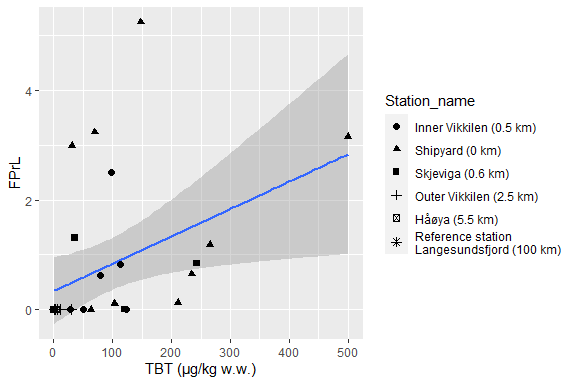 4
2
0
FPrL
0
100
200
300
400
500
TBT (µg/kg w.w.)
Station_name
Inner Vikkilen (0.5 km)
Shipyard (0 km)
Skjeviga (0.6 km)
Outer Vikkilen (2.5 km)
Håøya (5.5 km)
Reference station
Langesundsfjord (100 km)